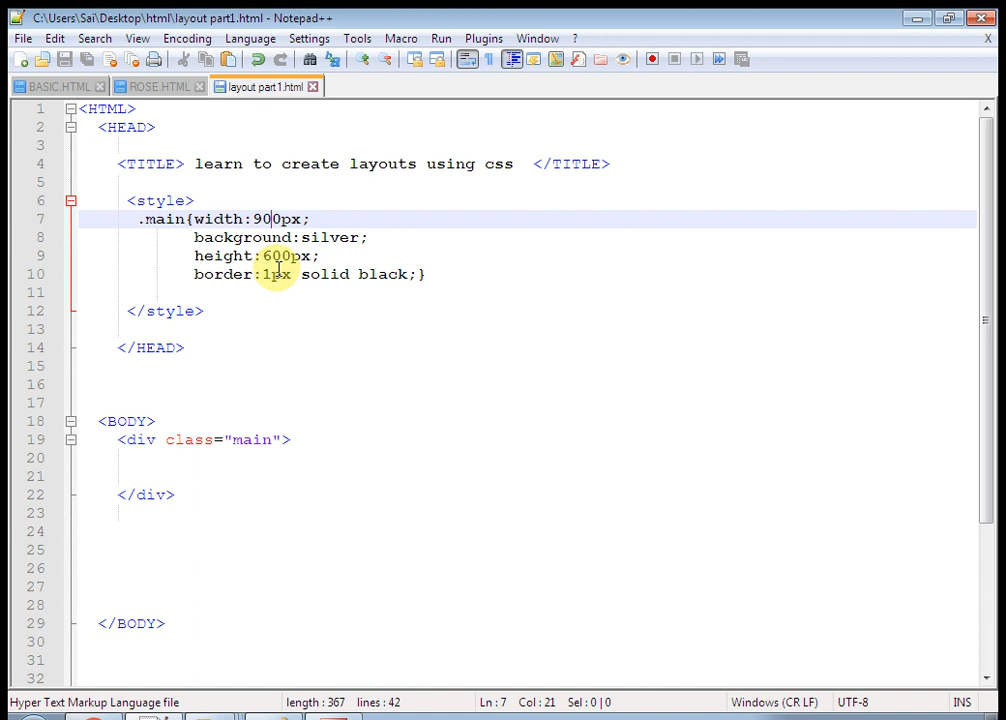 C:\Users\Sai\Desktop\html\layout part1.html - Notepad++
File Edit Search View Encoding Language Settings Tools Macro Run Plugins Window ? X
BASIC.HTML ROSE.HTML layout part1.html
1 <HTML>
2 <HEAD>
3
4 <TITLE> learn to create layouts using css </TITLE>
5
6 <style>
7 .main{width:900px;
8 background:silver;
9 height:600px;
10 border:1px solid black;}
11
12 </style>
13
14 </HEAD>
15
16
17
18 <BODY>
19 <div class="main">
20
21
22 </div>
23
24
25
26
27
28
29 </BODY>
30
31
32
Hyper Text Markup Language file length : 367 lines : 42 Ln : 7 Col : 21 Sel : 0 | 0 Windows (CR LF) UTF-8 INS